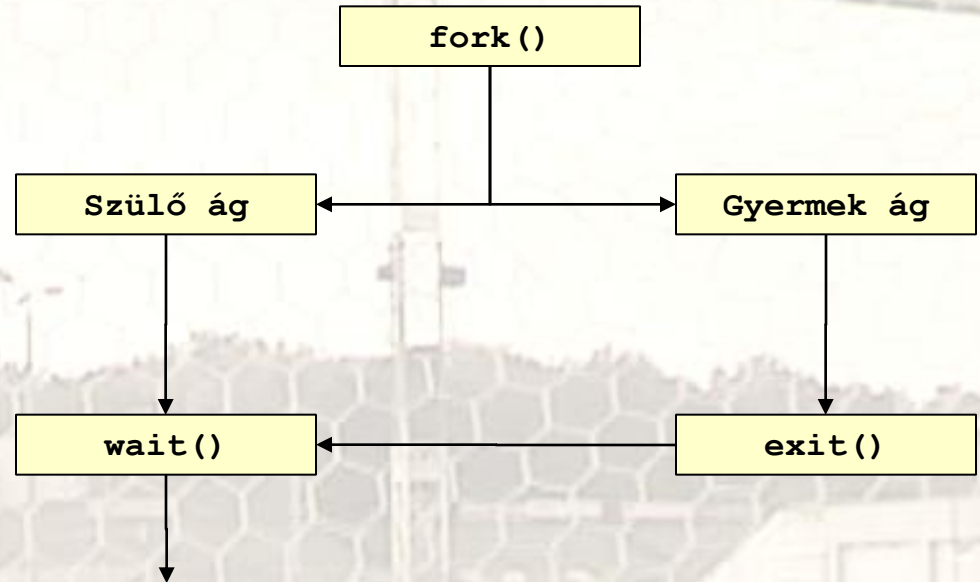 fork()
Szülő ág
Gyermek ág
wait()
exit()